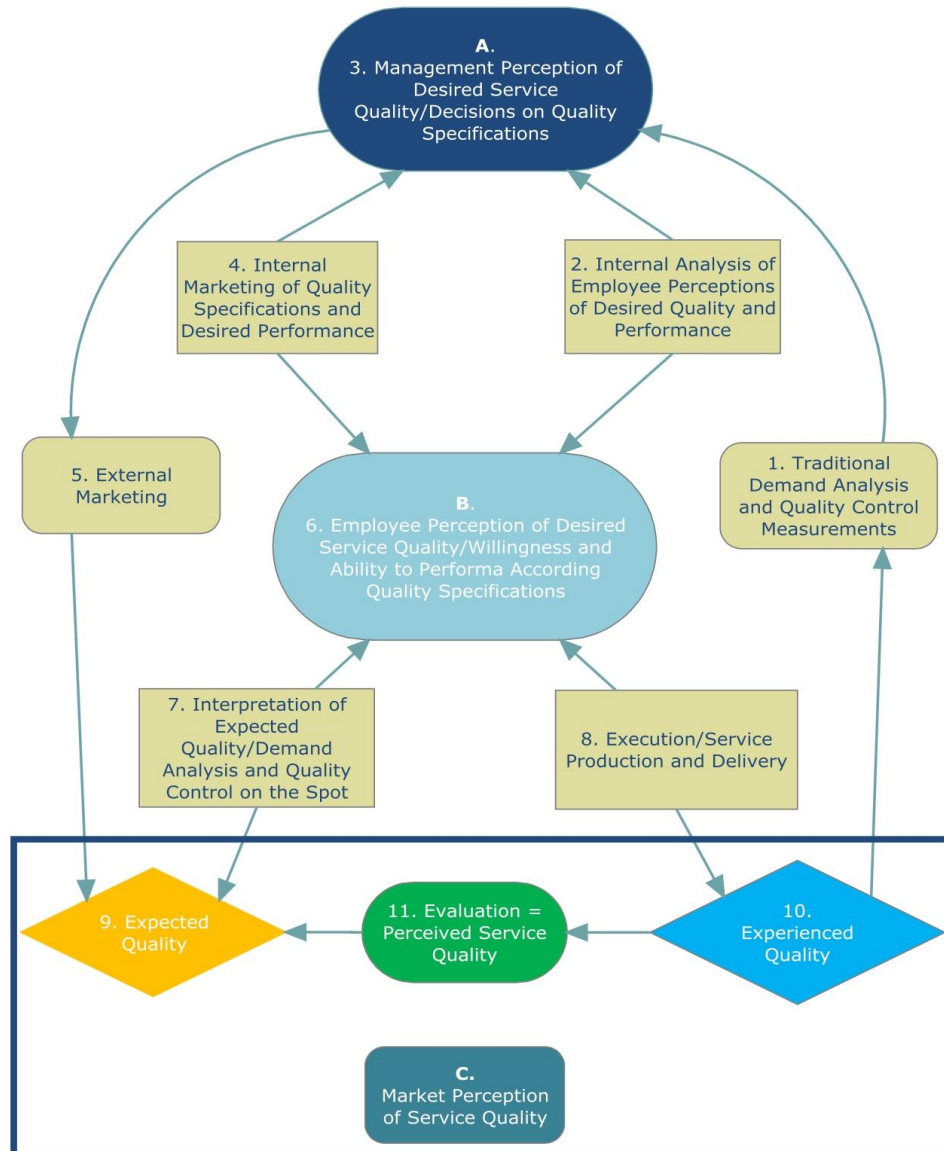 A.
3. Management Perception of
Desired Service
Quality/Decisions on Quality
Specifications
4. Internal
Marketing of Quality
Specifications and
Desired Performance
2. Internal Analysis of
Employee Perceptions
of Desired Quality and
Performance
5. External
Marketing
1. Traditional
Demand Analysis
and Quality Control
Measurements
B.
6. Employee Perception of Desired
Service Quality/Willingness and
Ability to Performa According
Quality Specifications
7. Interpretation of
Expected
Quality/Demand
Analysis and Quality
Control on the Spot
8. Execution/Service
Production and Delivery
9. Expected
Quality
11. Evaluation =
Perceived Service
Quality
10.
Experienced
Quality
C.
Market Perception
of Service Quality